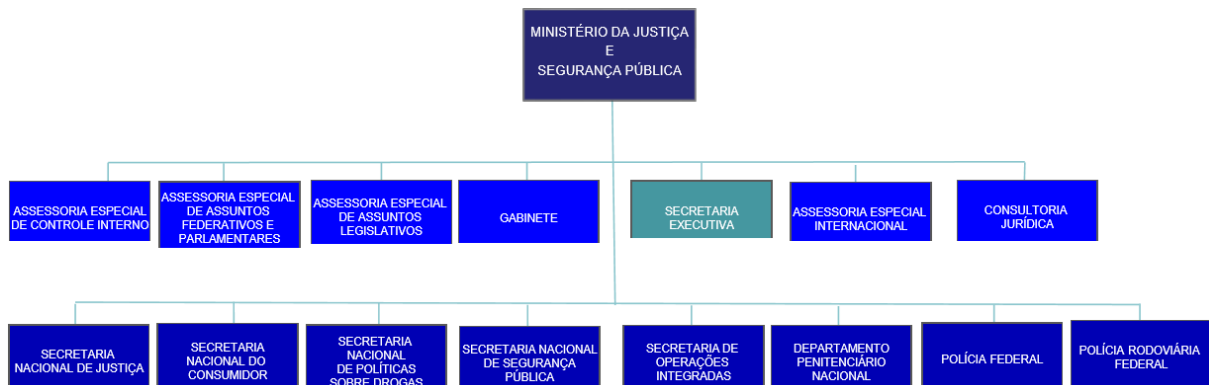 MINISTÉRIO DA JUSTIÇA
E
SEGURANÇA PÚBLICA
ASSESSORIA ESPECIAL
DE CONTROLE INTERNO
ASSESSORIA ESPECIAL
DE ASSUNTOS
FEDERATIVOS E
PARLAMENTARES
ASSESSORIA ESPECIAL
DE ASSUNTOS
LEGISLATIVOS
GABINETE
SECRETARIA
EXECUTIVA
ASSESSORIA ESPECIAL
INTERNACIONAL
CONSULTORIA
JURÍDICA
SECRETARIA
NACIONAL DE JUSTIÇA
SECRETARIA
NACIONAL DO
CONSUMIDOR
SECRETARIA
NACIONAL
DE POLÍTICAS
SOBRE DROGAS
SECRETARIA NACIONAL
DE SEGURANÇA
PÚBLICA
SECRETARIA DE
OPERAÇÕES
INTEGRADAS
DEPARTAMENTO
PENITENCIÁRIO
NACIONAL
POLÍCIA FEDERAL
POLÍCIA RODOVIÁRIA
FEDERAL